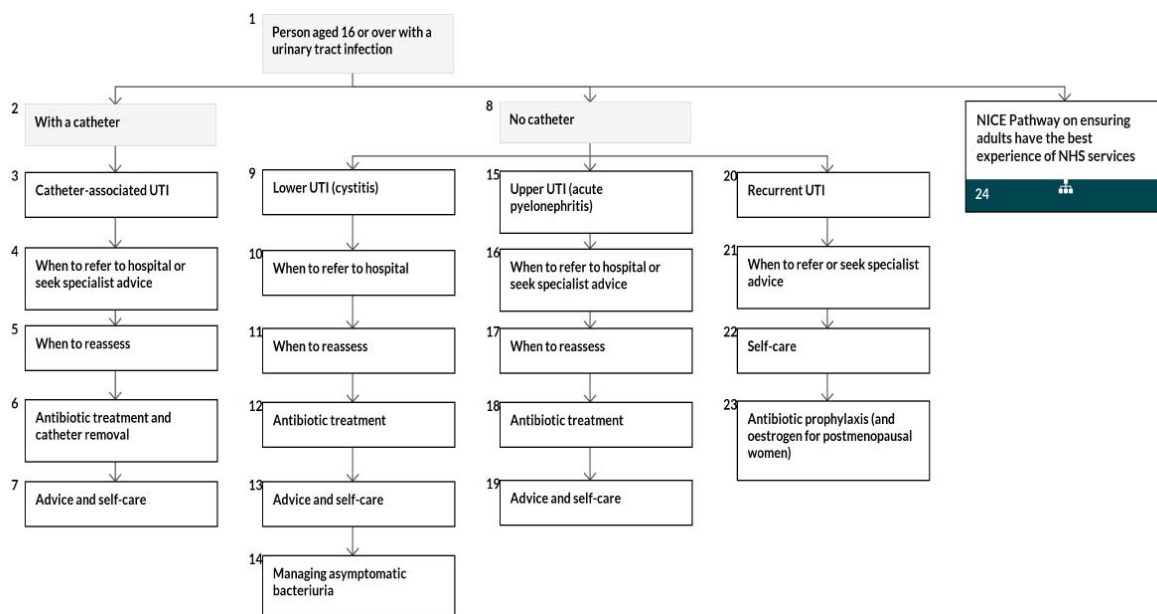 1
Person aged 16 or over with a
urinary tract infection
2
With a catheter
8
No catheter
NICE Pathway on ensuring
adults have the best
experience of NHS services
24
3
Catheter-associated UTI
9
Lower UTI (cystitis)
15
Upper UTI (acute
pyelonephritis)
20
Recurrent UTI
4
When to refer to hospital or
seek specialist advice
10
When to refer to hospital
16
When to refer to hospital or
seek specialist advice
21
When to refer or seek specialist
advice
5
When to reassess
11
When to reassess
17
When to reassess
22
Self-care
6
Antibiotic treatment and
catheter removal
12
Antibiotic treatment
18
Antibiotic treatment
23
Antibiotic prophylaxis (and
oestrogen for postmenopausal
women)
7
Advice and self-care
13
Advice and self-care
19
Advice and self-care
14
Managing asymptomatic
bacteriuria